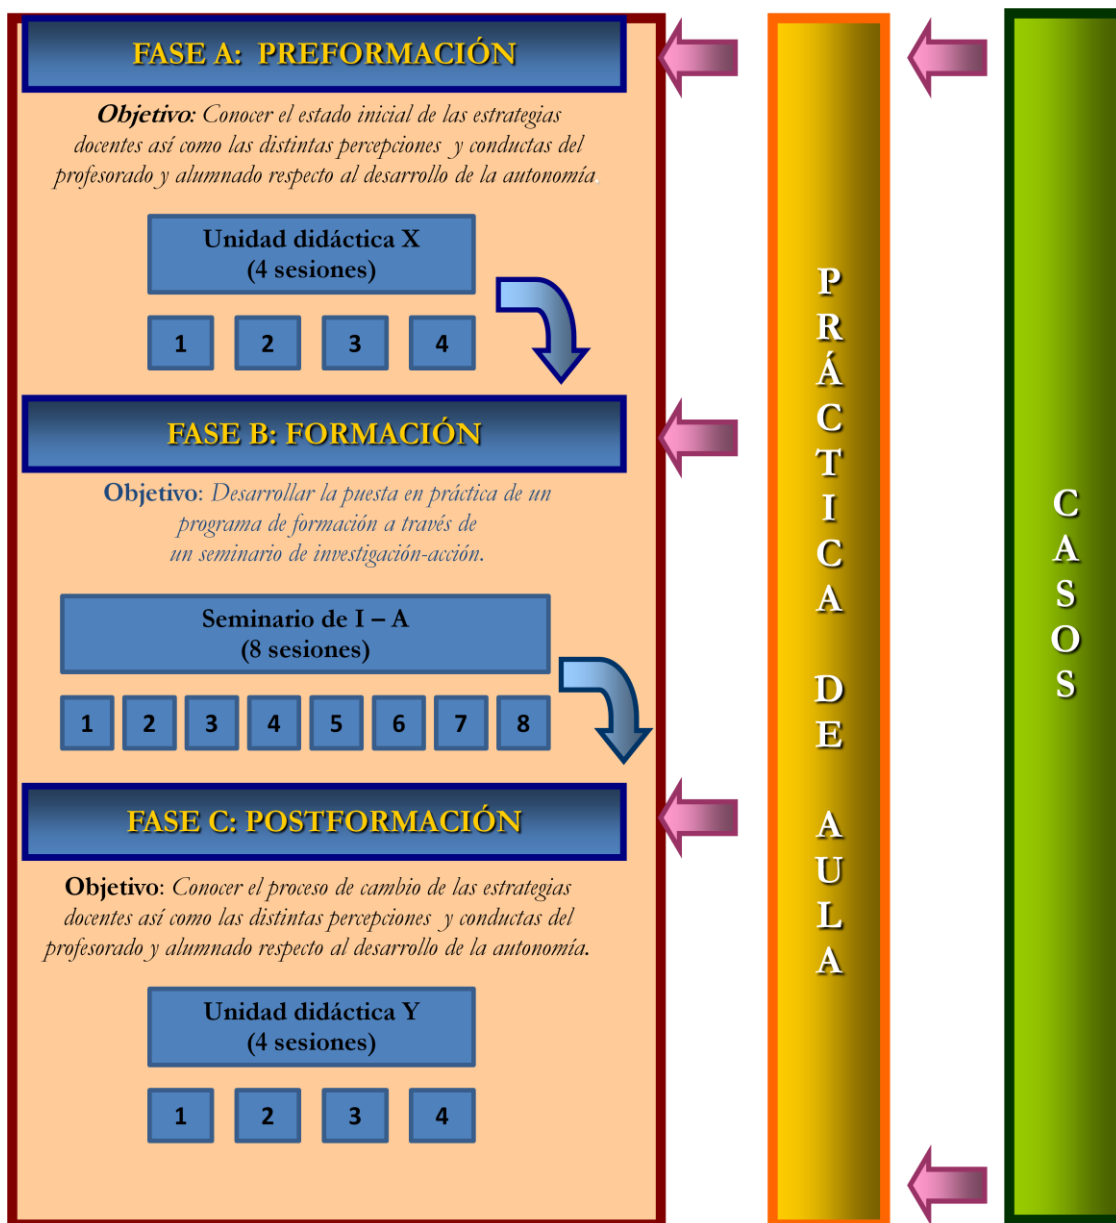 FASE A: PREFORMACIÓN
Objetivo: Conocer el estado inicial de las estrategias
docentes así como las distintas percepciones y conductas del
profesorado y alumnado respecto al desarrollo de la autonomía.
Unidad didáctica X
(4 sesiones)
1 2 3 4
FASE B: FORMACIÓN
Objetivo: Desarrollar la puesta en práctica de un
programa de formación a través de
un seminario de investigación-acción.
Seminario de I – A
(8 sesiones)
1 2 3 4 5 6 7 8
FASE C: POSTFORMACIÓN
Objetivo: Conocer el proceso de cambio de las estrategias
docentes así como las distintas percepciones y conductas del
profesorado y alumnado respecto al desarrollo de la autonomía.
Unidad didáctica Y
(4 sesiones)
1 2 3 4
PRÁCTICA DE AULA
CASOS